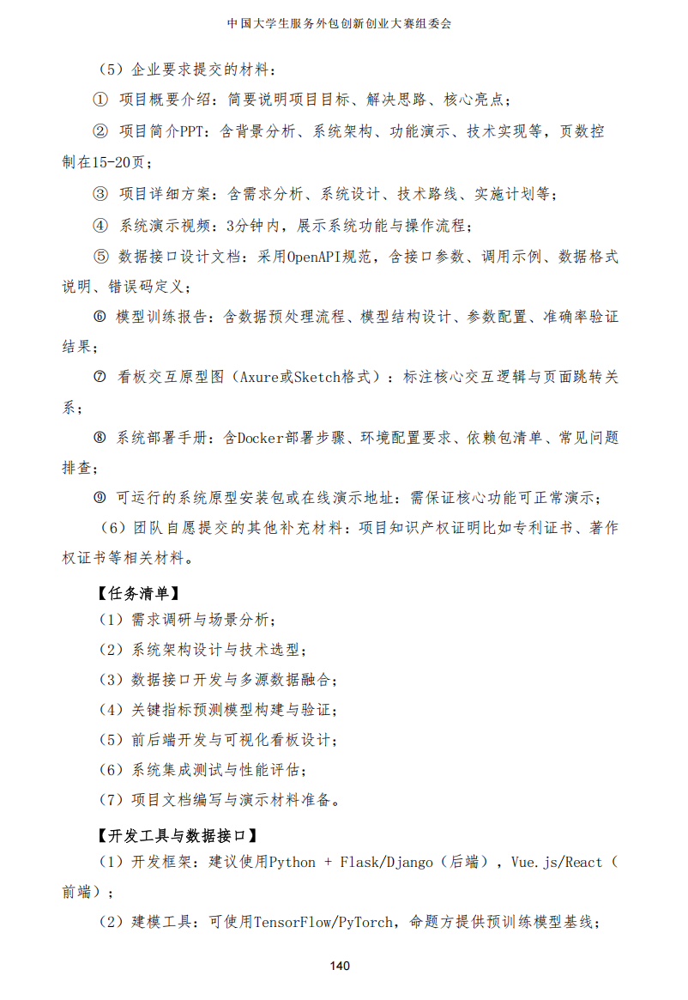 中国大学生服务外包创新创业大赛组委会
（5）企业要求提交的材料：
① 项目概要介绍：简要说明项目目标、解决思路、核心亮点；
② 项目简介PPT：含背景分析、系统架构、功能演示、技术实现等，页数控
制在15-20页；
③ 项目详细方案：含需求分析、系统设计、技术路线、实施计划等；
④ 系统演示视频：3分钟内，展示系统功能与操作流程；
⑤ 数据接口设计文档：采用OpenAPI规范，含接口参数、调用示例、数据格式
说明、错误码定义；
⑥ 模型训练报告：含数据预处理流程、模型结构设计、参数配置、准确率验证
结果；
⑦ 看板交互原型图（Axure或Sketch格式）：标注核心交互逻辑与页面跳转关
系；
⑧ 系统部署手册：含Docker部署步骤、环境配置要求、依赖包清单、常见问题
排查；
⑨ 可运行的系统原型安装包或在线演示地址：需保证核心功能可正常演示；
（6）团队自愿提交的其他补充材料：项目知识产权证明比如专利证书、著作
权证书等相关材料。
【任务清单】
（1）需求调研与场景分析；
（2）系统架构设计与技术选型；
（3）数据接口开发与多源数据融合；
（4）关键指标预测模型构建与验证；
（5）前后端开发与可视化看板设计；
（6）系统集成测试与性能评估；
（7）项目文档编写与演示材料准备。
【开发工具与数据接口】
（1）开发框架：建议使用Python + Flask/Django（后端），Vue.js/React（
前端）；
（2）建模工具：可使用TensorFlow/PyTorch，命题方提供预训练模型基线；
140